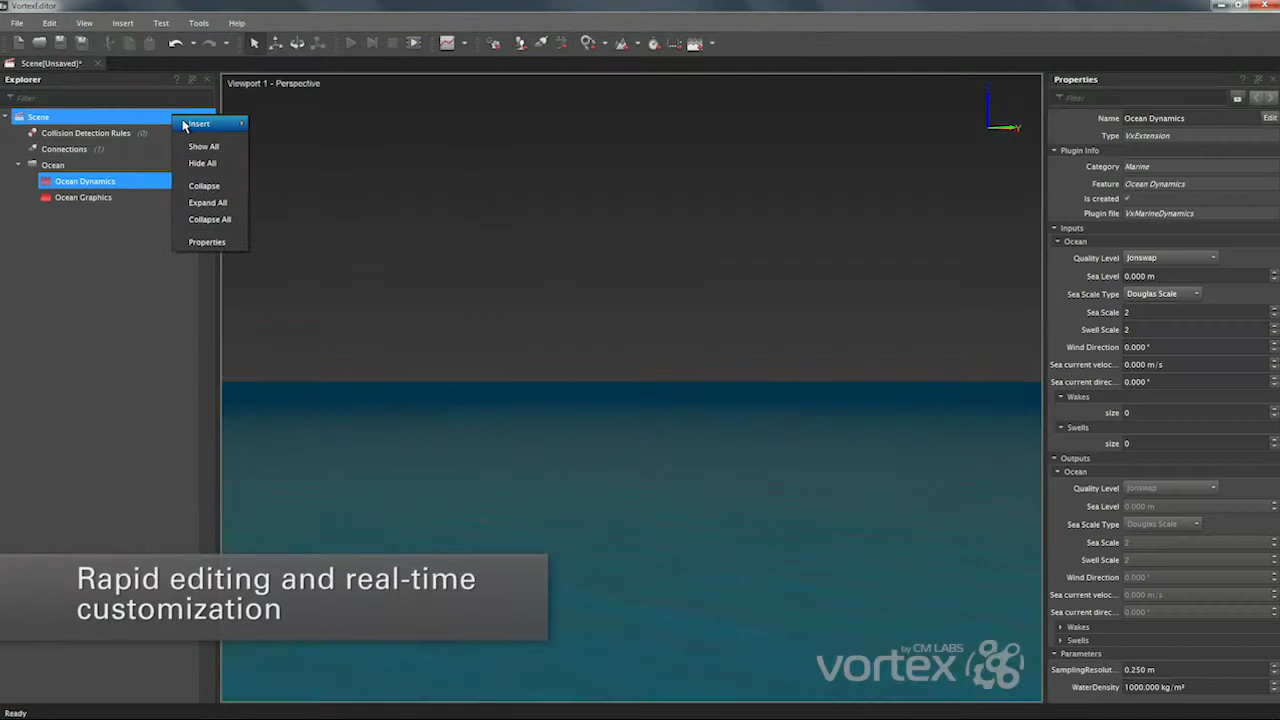 VortexEditor
File Edit View Insert Test Tools Help
Scene[Unsaved]*
Explorer
Filter
Scene
Collision Detection Rules (0)
Connections (1)
Ocean
Ocean Dynamics
Ocean Graphics
Insert
Show All
Hide All
Collapse
Expand All
Collapse All
Properties
Viewport 1 - Perspective
Y
Rapid editing and real-time
customization
by CM LABS
vortex
Properties
Filter
Name Ocean Dynamics Edit
Type VxExtension
Plugin Info
Category Marine
Feature Ocean Dynamics
Is created
Plugin file VxMarineDynamics
Inputs
Ocean
Quality Level Jonswap
Sea Level 0.000 m
Sea Scale Type Douglas Scale
Sea Scale 2
Swell Scale 2
Wind Direction 0.000 °
Sea current veloc... 0.000 m/s
Sea current direc... 0.000 °
Wakes
size 0
Swells
size 0
Outputs
Ocean
Quality Level Jonswap
Sea Level 0.000 m
Sea Scale Type Douglas Scale
Sea Scale 2
Swell Scale 2
Wind Direction 0.000 °
Sea current veloc... 0.000 m/s
Sea current direc... 0.000 °
Wakes
Swells
Parameters
SamplingResolut... 0.250 m
WaterDensity 1000.000 kg/m³
Ready